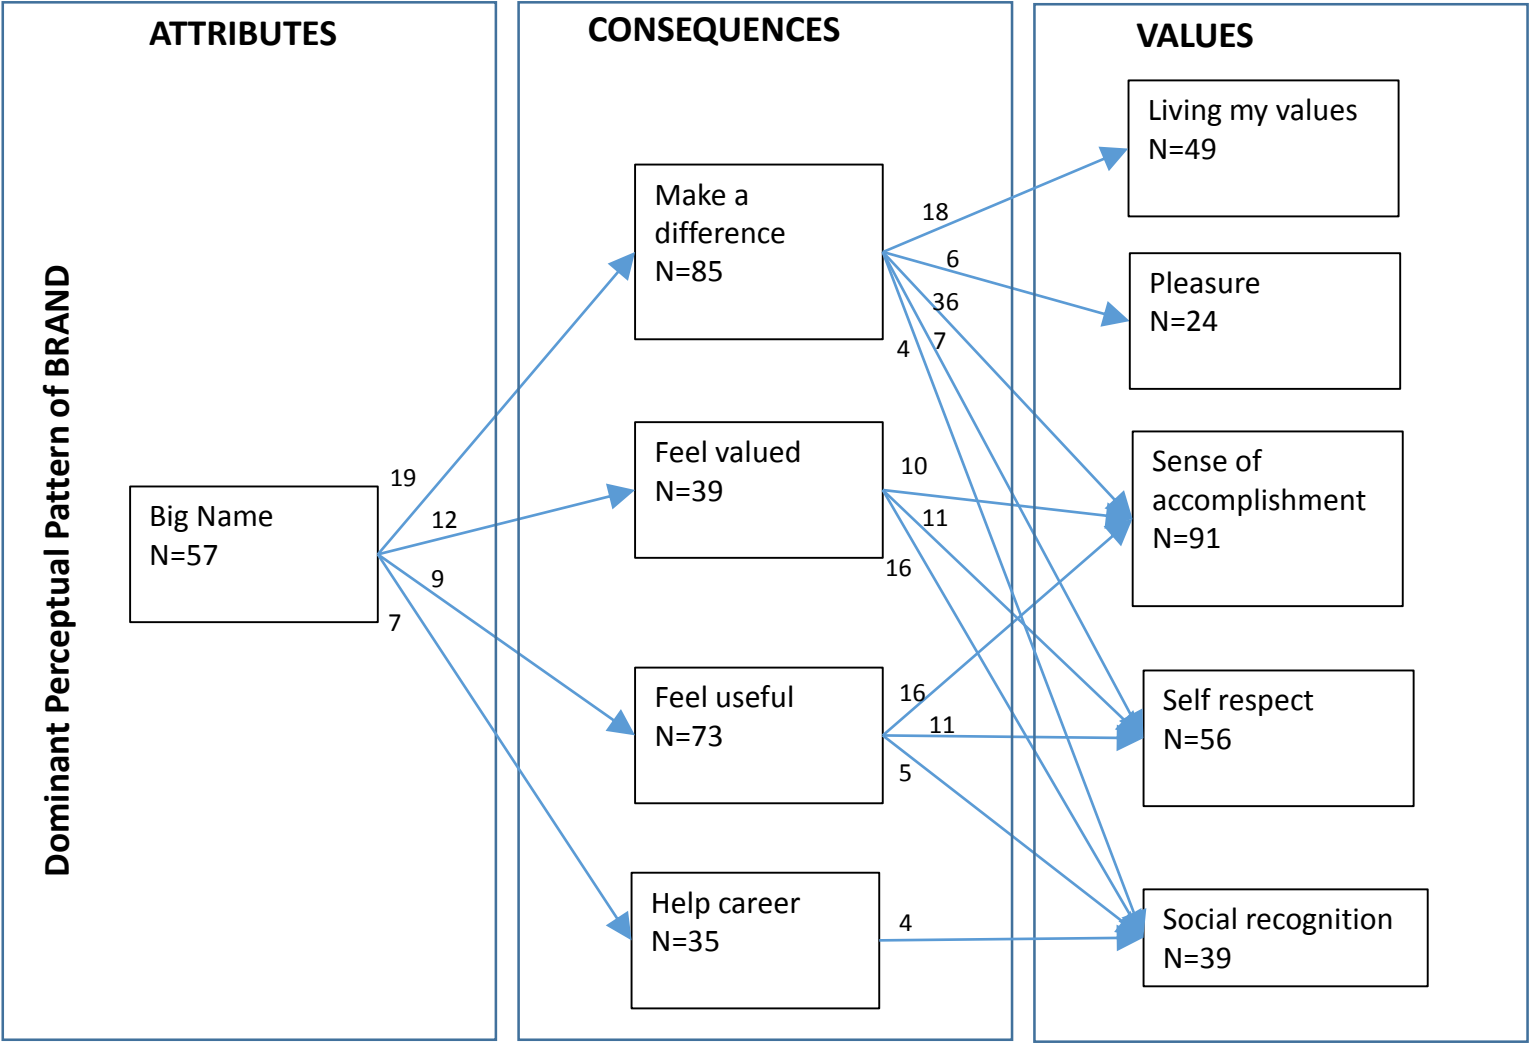 ATTRIBUTES
CONSEQUENCES
VALUES
Dominant Perceptual Pattern of BRAND
Big Name
N=57
19
12
9
7
Make a
difference
N=85
Feel valued
N=39
Feel useful
N=73
Help career
N=35
18
6
36
7
4
10
11
16
16
11
5
4
Living my values
N=49
Pleasure
N=24
Sense of
accomplishment
N=91
Self respect
N=56
Social recognition
N=39